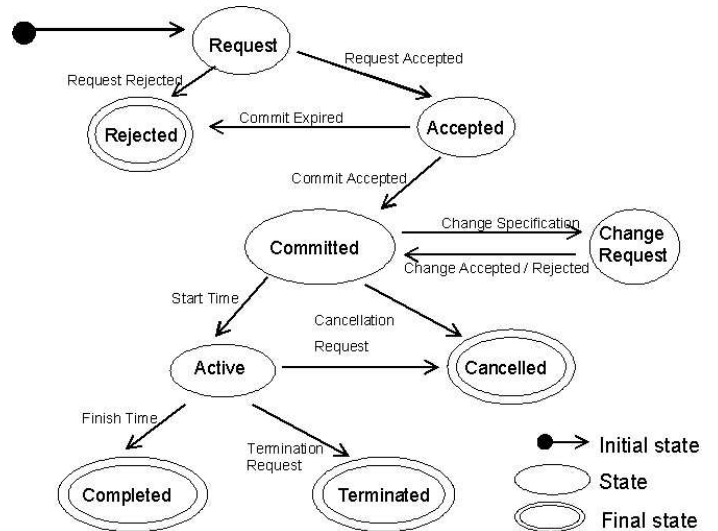 Request
Request Accepted
Request Rejected
Rejected
Commit Expired
Accepted
Commit Accepted
Committed
Change Specification
Change
Request
Change Accepted / Rejected
Start Time
Cancellation
Request
Active
Cancelled
Finish Time
Termination
Request
Completed
Terminated
Initial state
State
Final state